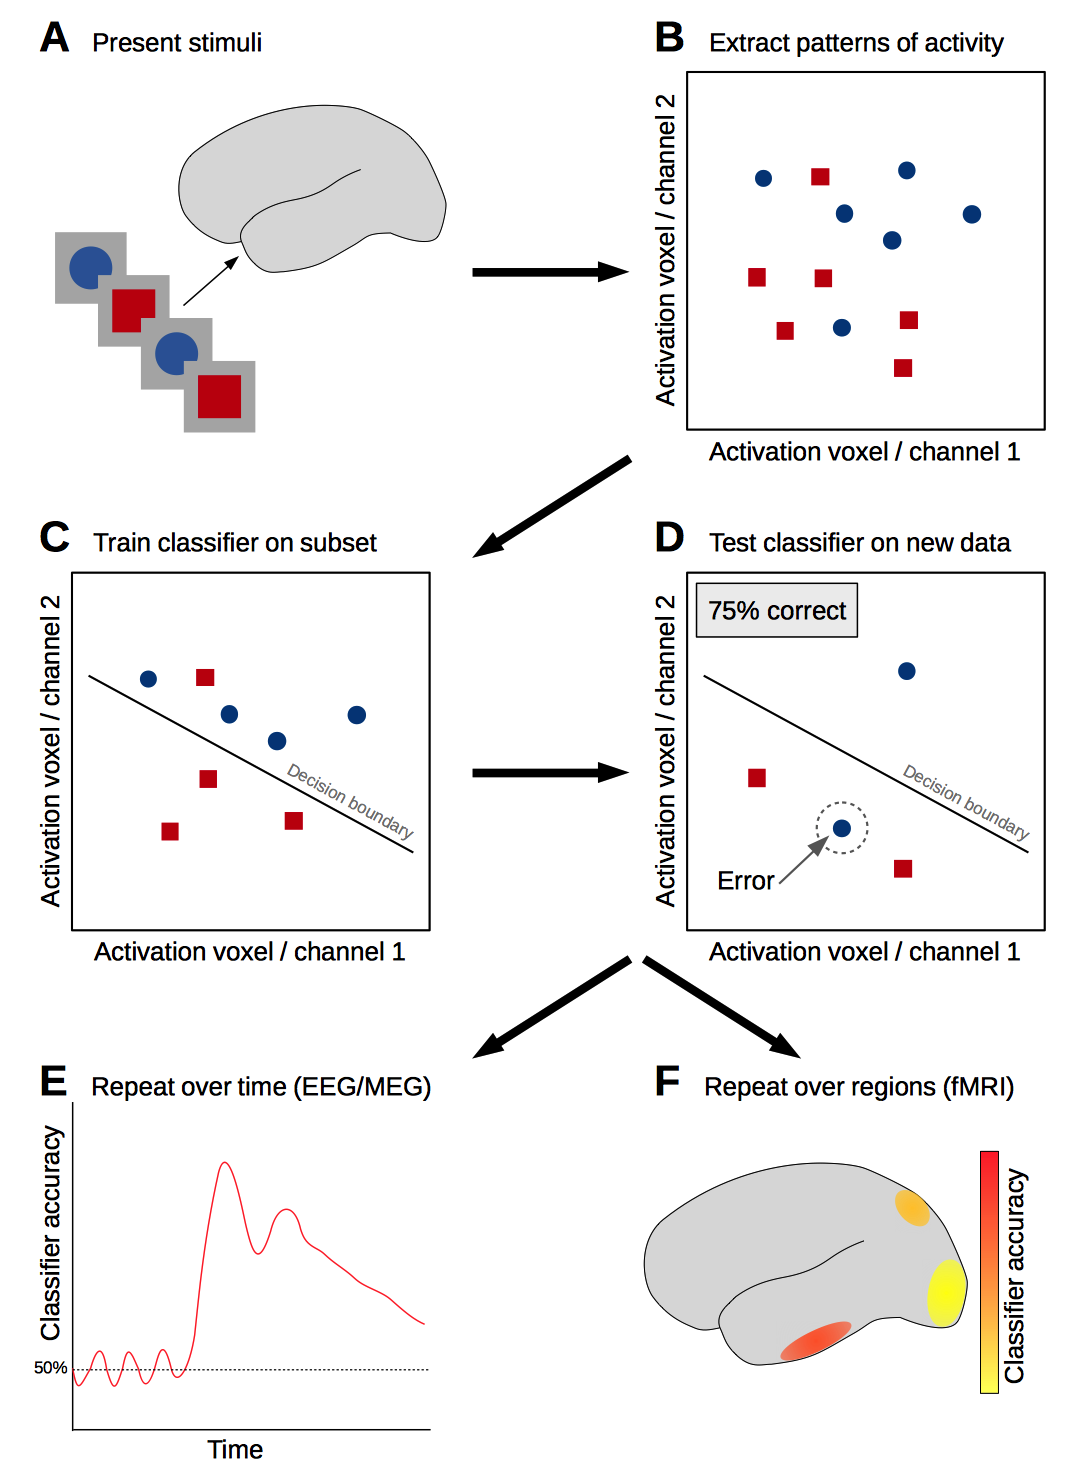 A Present stimuli
B Extract patterns of activity
Activation voxel / channel 2
Activation voxel / channel 1
C Train classifier on subset
Activation voxel / channel 2
Decision boundary
Activation voxel / channel 1
D Test classifier on new data
75% correct
Activation voxel / channel 2
Decision boundary
Error
Activation voxel / channel 1
E Repeat over time (EEG/MEG)
Classifier accuracy
50%
Time
F Repeat over regions (fMRI)
Classifier accuracy